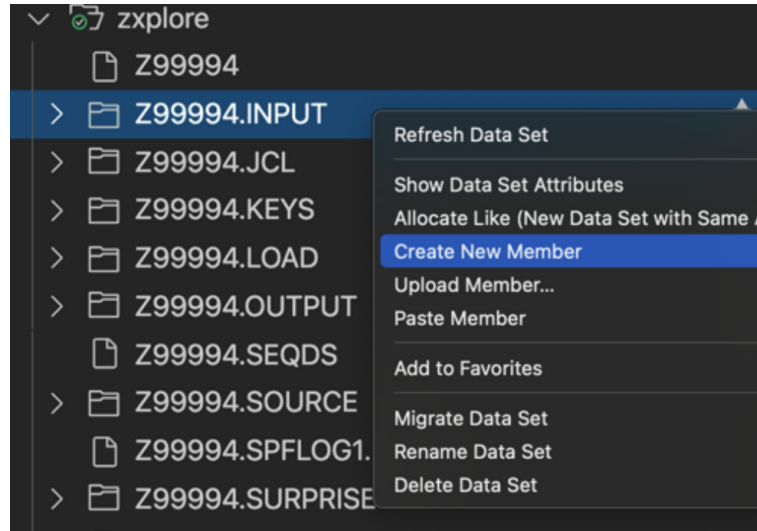 zxplore
Z99994
Z99994.INPUT
Z99994.JCL
Z99994.KEYS
Z99994.LOAD
Z99994.OUTPUT
Z99994.SEQDS
Z99994.SOURCE
Z99994.SPFLOG1.
Z99994.SURPRISE
Refresh Data Set
Show Data Set Attributes
Allocate Like (New Data Set with Same
Create New Member
Upload Member...
Paste Member
Add to Favorites
Migrate Data Set
Rename Data Set
Delete Data Set